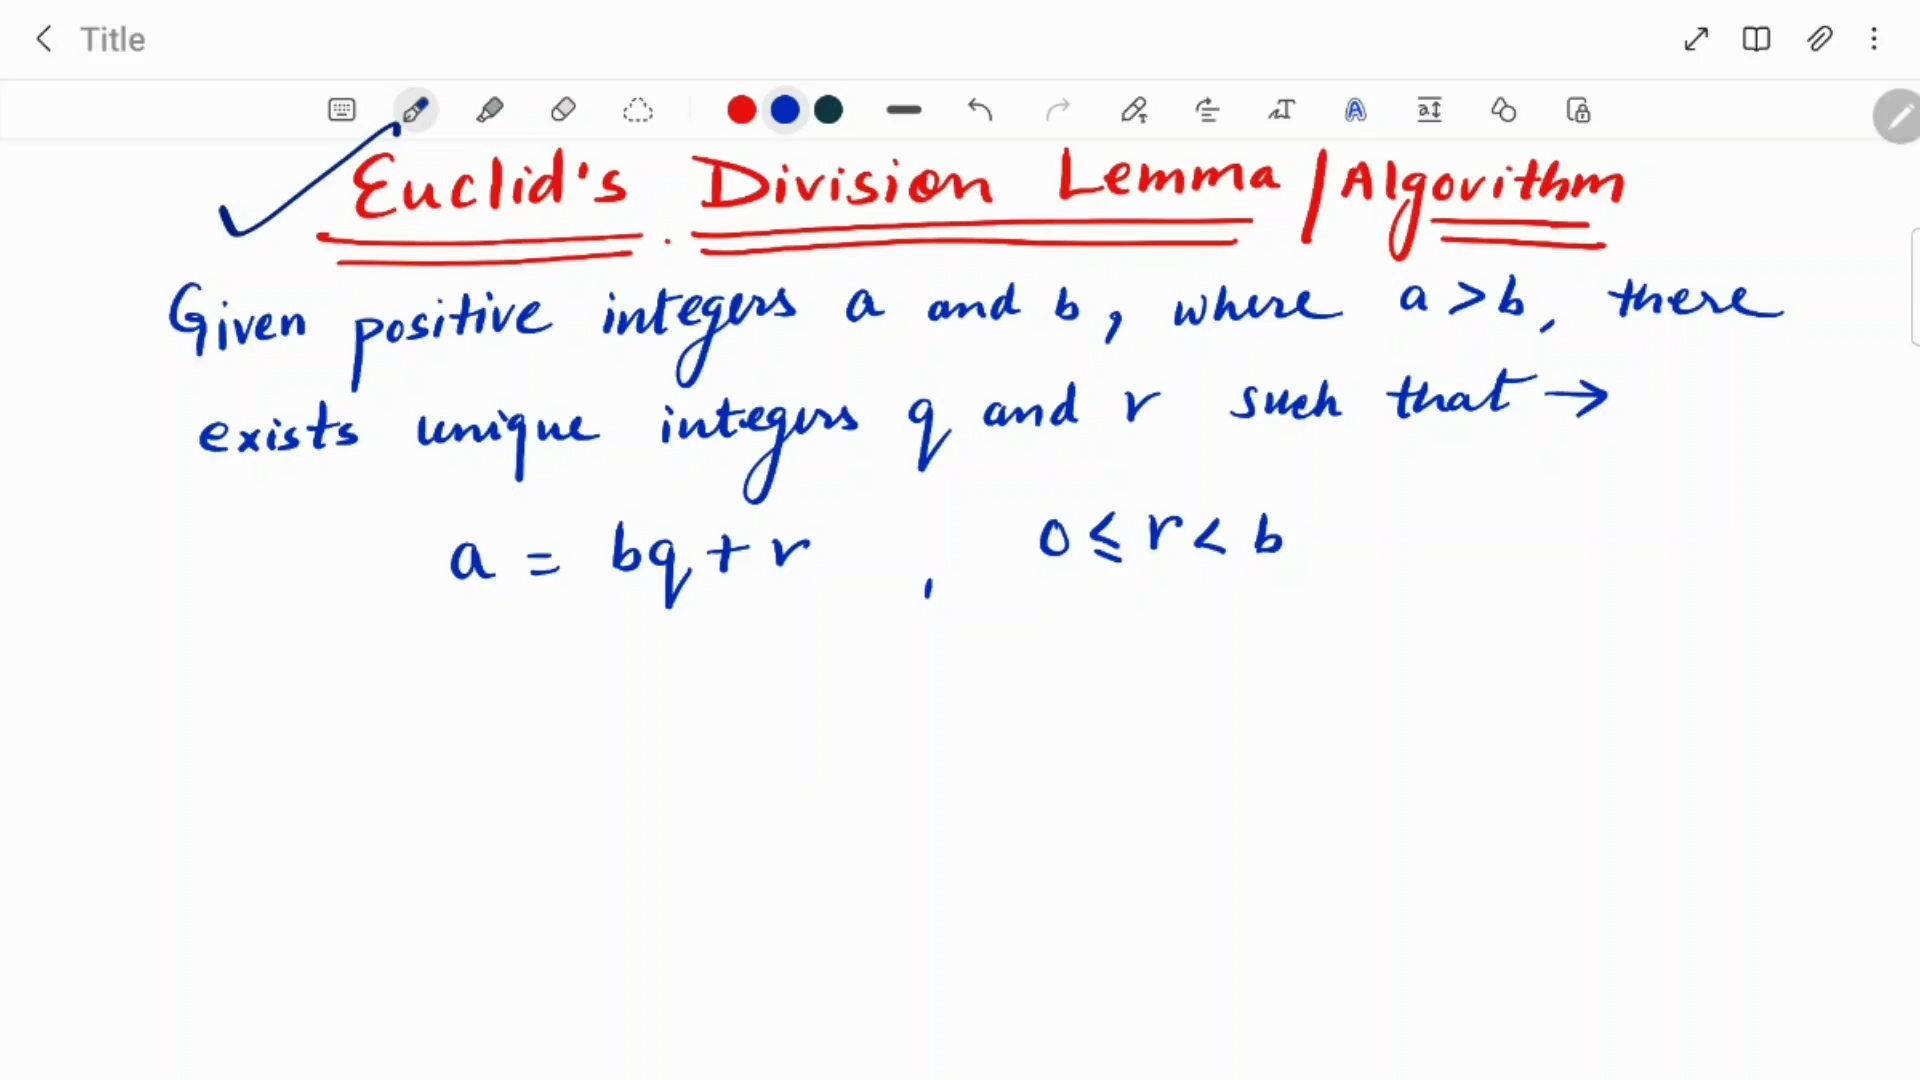 Title
Euclid's Division Lemma / Algorithm
Given positive integers a and b, where a > b, there
exists unique integers q and r such that →
a = bq + r , 0 ≤ r < b